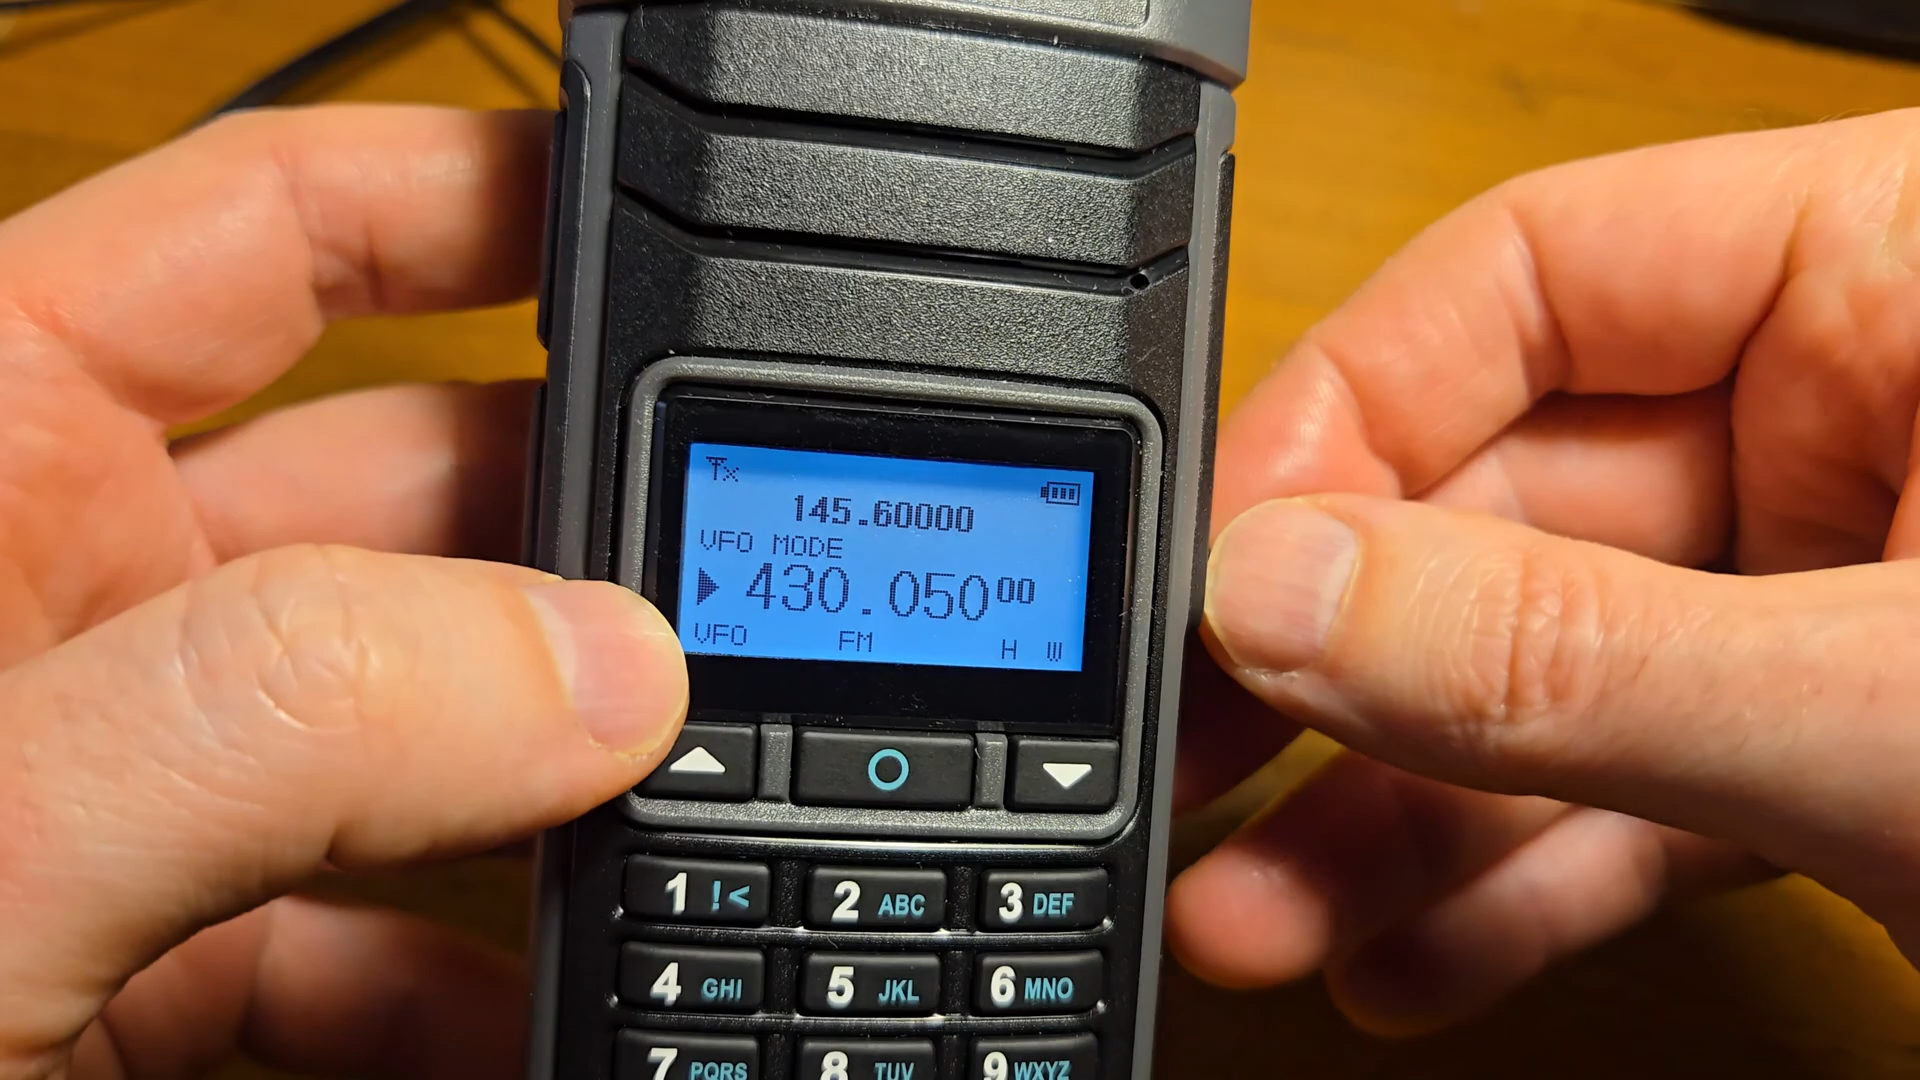 Tx
145.60000
VFO MODE
430.05000
VFO FM H W
1 !< 2 ABC 3 DEF
4 GHI 5 JKL 6 MNO
7 PQRS 8 TUV 9 WXYZ